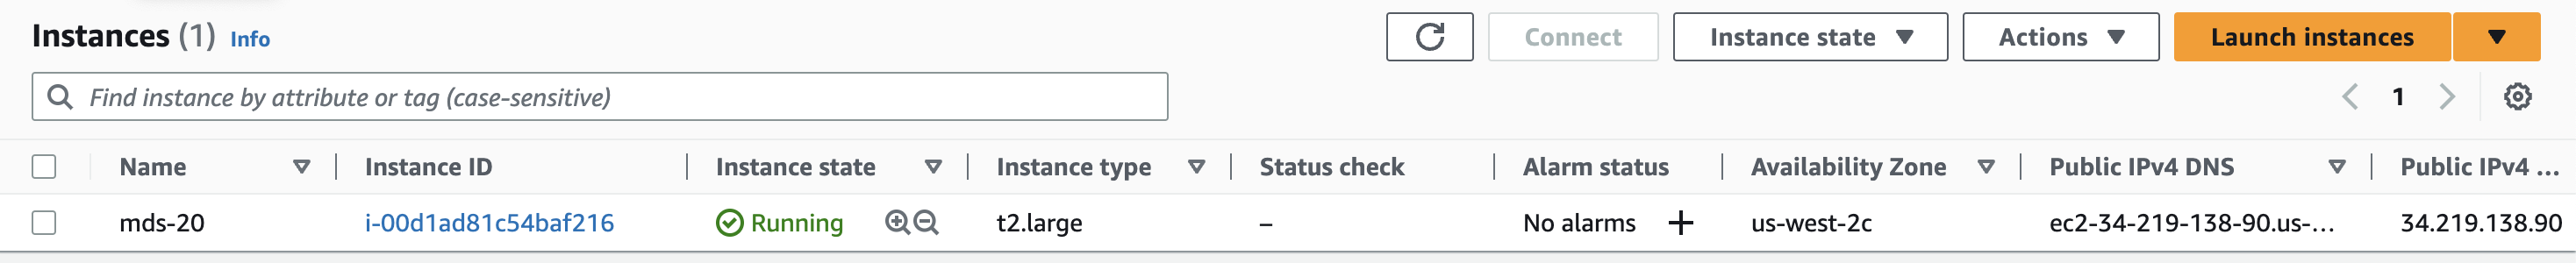 Instances (1) Info
Connect
Instance state
Actions
Launch instances
Find instance by attribute or tag (case-sensitive)
1
Name Instance ID Instance state Instance type Status check Alarm status Availability Zone Public IPv4 DNS Public IPv4 ...
mds-20 i-00d1ad81c54baf216 Running t2.large – No alarms + us-west-2c ec2-34-219-138-90.us-... 34.219.138.90